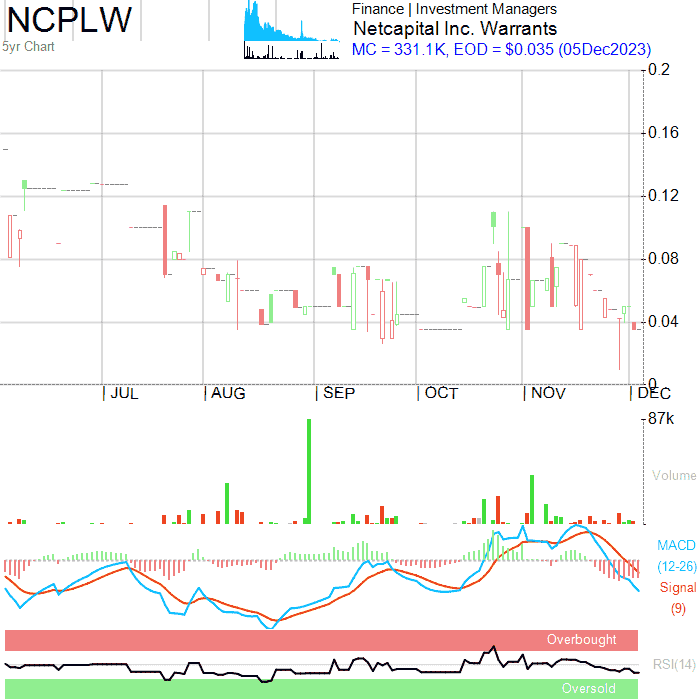 NCPLW
5yr Chart
Finance | Investment Managers
Netcapital Inc. Warrants
MC = 331.1K, EOD = $0.035 (05Dec2023)
0.2
0.16
0.12
0.08
0.04
0
JUL AUG SEP OCT NOV DEC
87k
Volume
MACD
(12-26)
Signal
(9)
Overbought
RSI(14)
Oversold